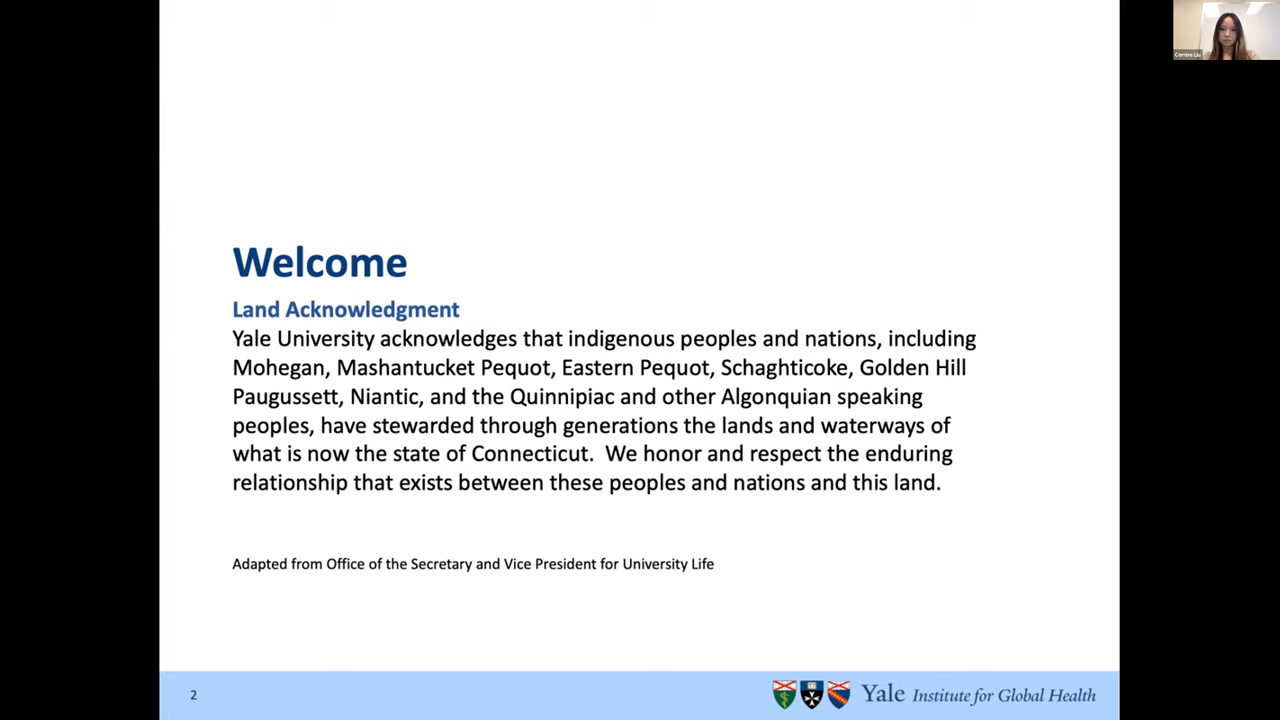 Corrine Liu
Welcome
Land Acknowledgment
Yale University acknowledges that indigenous peoples and nations, including
Mohegan, Mashantucket Pequot, Eastern Pequot, Schaghticoke, Golden Hill
Paugussett, Niantic, and the Quinnipiac and other Algonquian speaking
peoples, have stewarded through generations the lands and waterways of
what is now the state of Connecticut.  We honor and respect the enduring
relationship that exists between these peoples and nations and this land.
Adapted from Office of the Secretary and Vice President for University Life
2
Yale Institute for Global Health